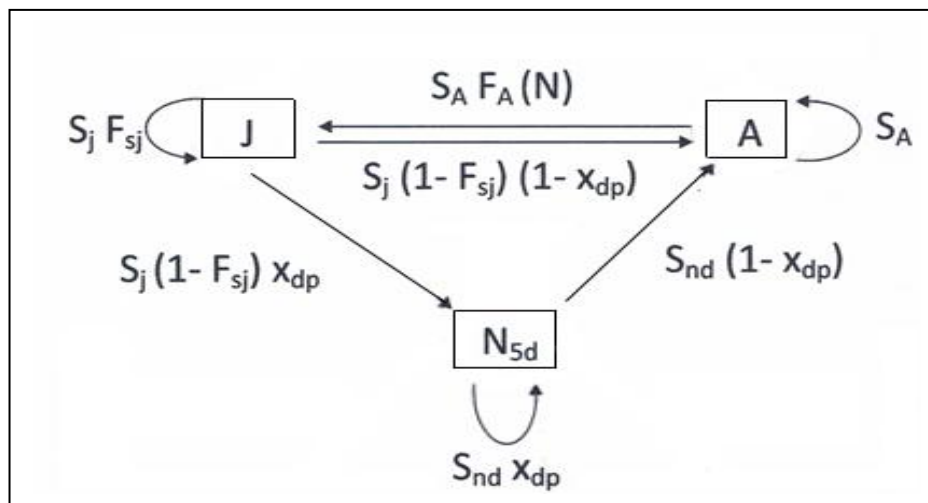 S_A F_A (N)
S_j F_sj
J
A
S_A
S_j (1- F_sj) (1- x_dp)
S_j (1- F_sj) x_dp
S_nd (1- x_dp)
N_5d
S_nd x_dp